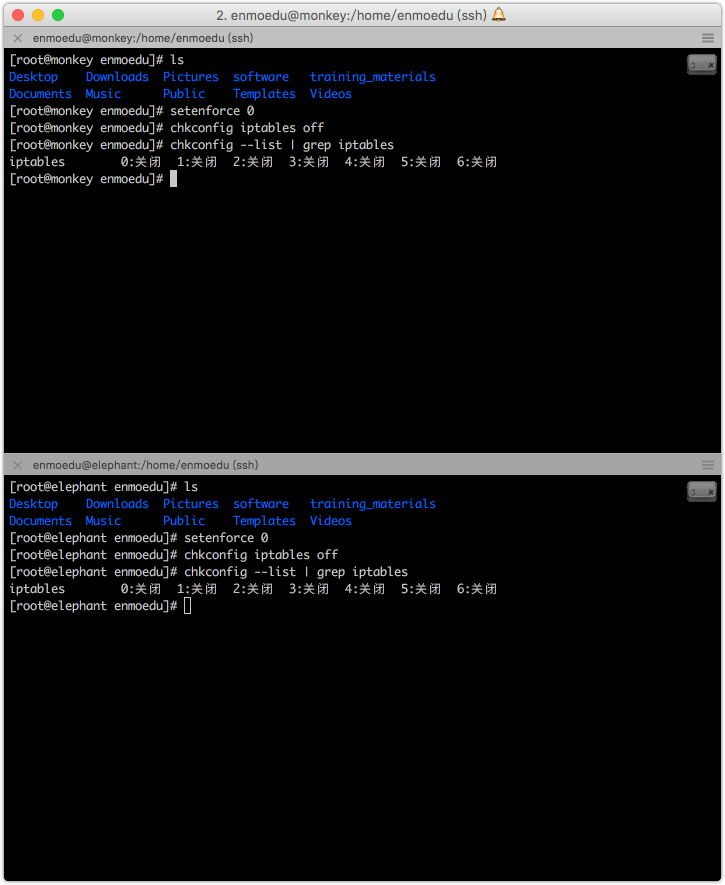 2. enmoedu@monkey:/home/enmoedu (ssh)
enmoedu@monkey:/home/enmoedu (ssh)
[root@monkey enmoedu]# ls
Desktop    Downloads  Pictures  software   training_materials
Documents  Music      Public    Templates  Videos
[root@monkey enmoedu]# setenforce 0
[root@monkey enmoedu]# chkconfig iptables off
[root@monkey enmoedu]# chkconfig --list | grep iptables
iptables        0:关闭  1:关闭  2:关闭  3:关闭  4:关闭  5:关闭  6:关闭
[root@monkey enmoedu]#
enmoedu@elephant:/home/enmoedu (ssh)
[root@elephant enmoedu]# ls
Desktop    Downloads  Pictures  software   training_materials
Documents  Music      Public    Templates  Videos
[root@elephant enmoedu]# setenforce 0
[root@elephant enmoedu]# chkconfig iptables off
[root@elephant enmoedu]# chkconfig --list | grep iptables
iptables        0:关闭  1:关闭  2:关闭  3:关闭  4:关闭  5:关闭  6:关闭
[root@elephant enmoedu]#